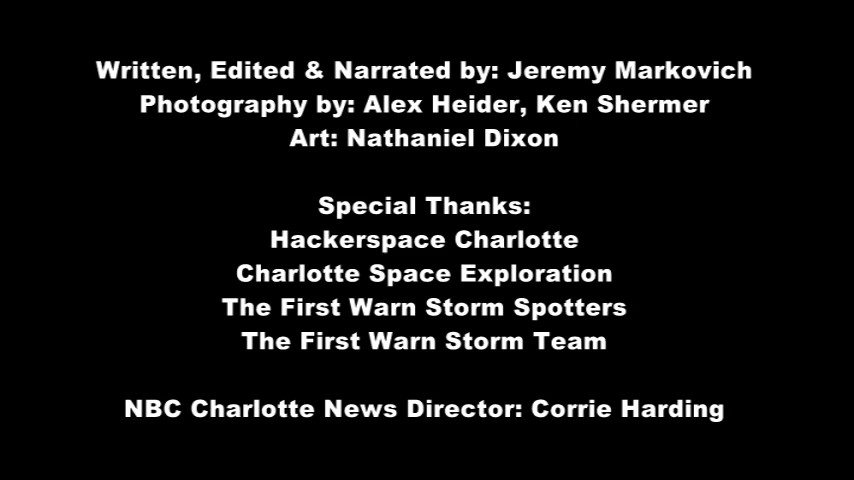 Written, Edited & Narrated by: Jeremy Markovich
Photography by: Alex Heider, Ken Shermer
Art: Nathaniel Dixon
Special Thanks:
Hackerspace Charlotte
Charlotte Space Exploration
The First Warn Storm Spotters
The First Warn Storm Team
NBC Charlotte News Director: Corrie Harding